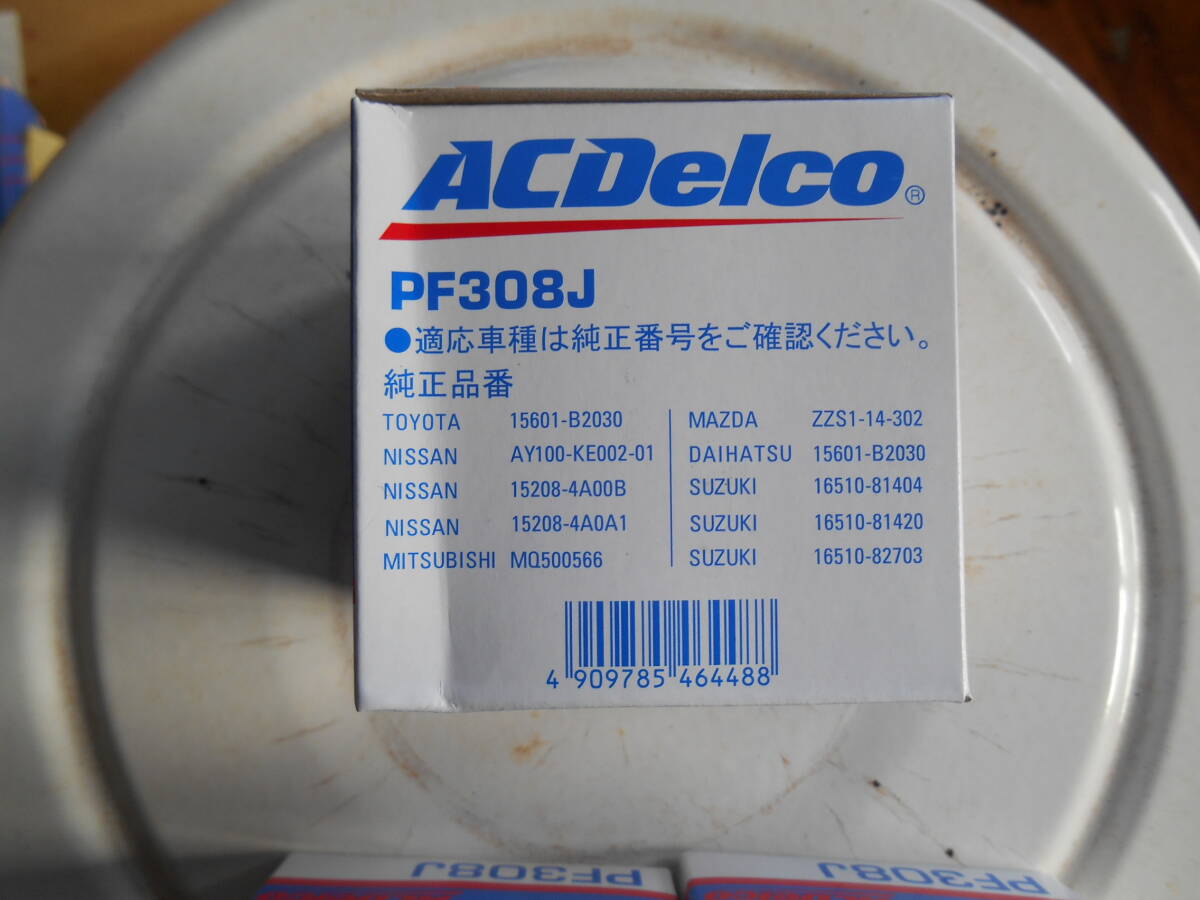 ACDelco®
PF308J
●適応車種は純正番号をご確認ください。
純正品番
TOYOTA 15601-B2030
NISSAN AY100-KE002-01
NISSAN 15208-4A00B
NISSAN 15208-4A0A1
MITSUBISHI MQ500566
MAZDA ZZS1-14-302
DAIHATSU 15601-B2030
SUZUKI 16510-81404
SUZUKI 16510-81420
SUZUKI 16510-82703
4 909785 464488
PF308J
PF308J